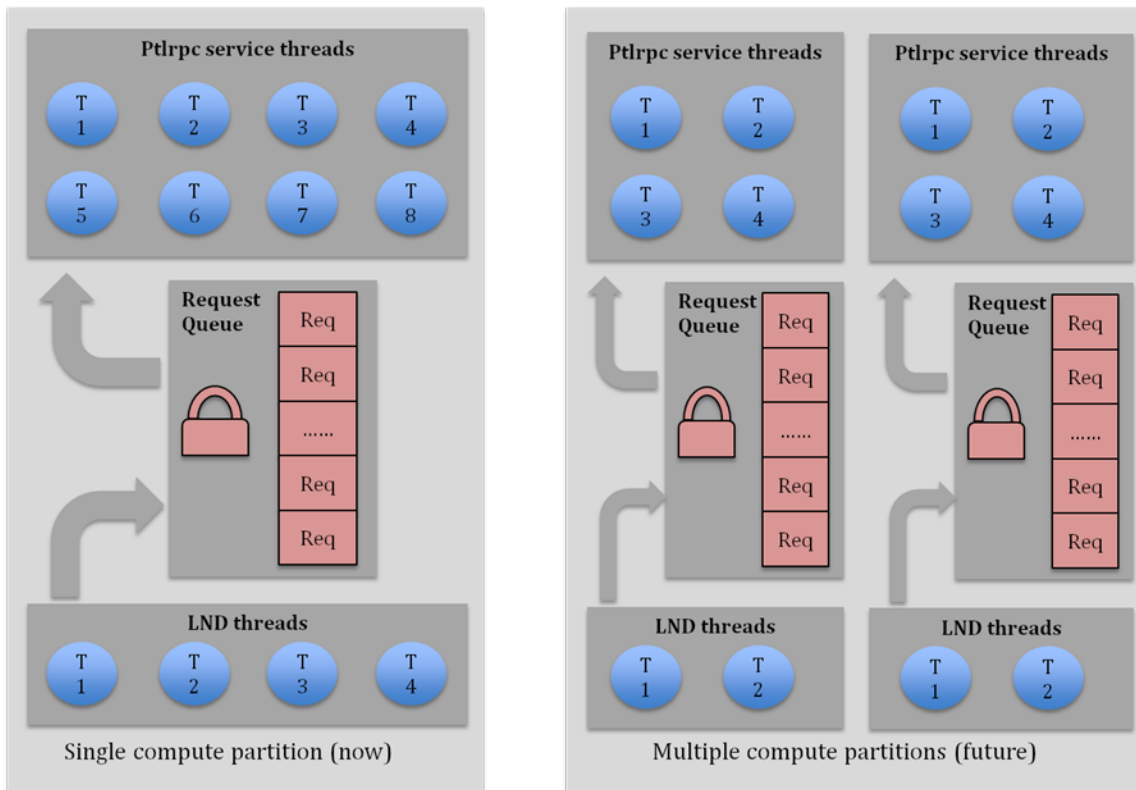 Ptlrpc service threads
T
1
T
2
T
3
T
4
T
5
T
6
T
7
T
8
Request
Queue
Req
Req
......
Req
Req
LND threads
T
1
T
2
T
3
T
4
Single compute partition (now)
Ptlrpc service threads
T
1
T
2
T
3
T
4
Request
Queue
Req
Req
......
Req
Req
LND threads
T
1
T
2
Ptlrpc service threads
T
1
T
2
T
3
T
4
Request
Queue
Req
Req
......
Req
Req
LND threads
T
1
T
2
Multiple compute partitions (future)